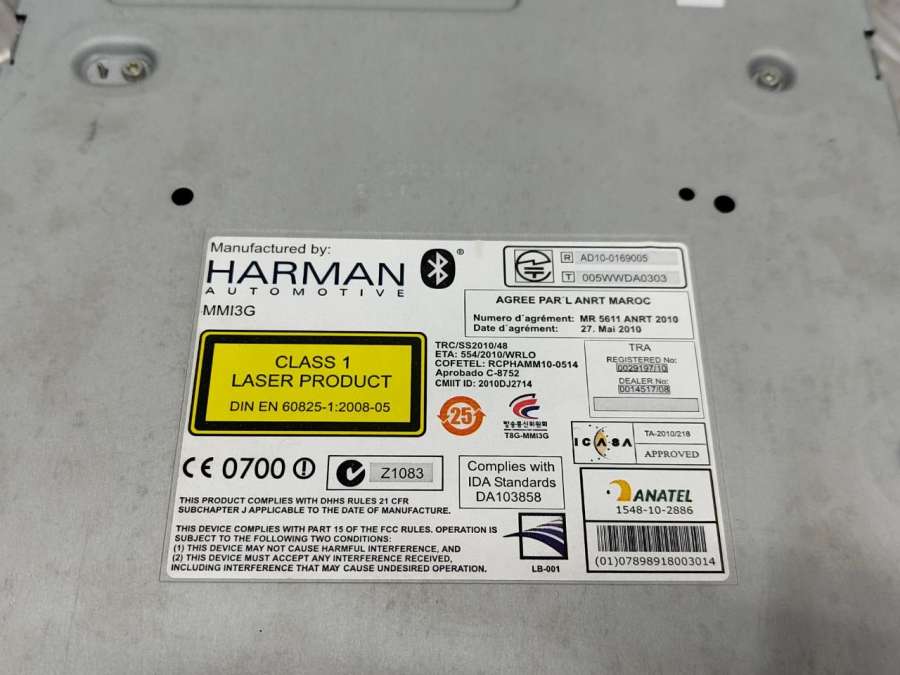 Manufactured by:
HARMAN
AUTOMOTIVE
®
MMI3G
R AD10-0169005
T 005WWDA0303
AGREE PAR´L ANRT MAROC
Numero d´agrément: MR 5611 ANRT 2010
Date d´agrément: 27. Mai 2010
CLASS 1
LASER PRODUCT
DIN EN 60825-1:2008-05
TRC/SS2010/48
ETA: 554/2010/WRLO
COFETEL: RCPHAMM10-0514
Aprobado C-8752
CMIIT ID: 2010DJ2714
TRA
REGISTERED No:
0029197/10
DEALER No:
0014517/08
25
방송통신위원회
T8G-MMI3G
ICASA
TA-2010/218
APPROVED
CE 0700
Z1083
Complies with
IDA Standards
DA103858
ANATEL
1548-10-2886
(01)07898918003014
THIS PRODUCT COMPLIES WITH DHHS RULES 21 CFR
SUBCHAPTER J APPLICABLE TO THE DATE OF MANUFACTURE.
THIS DEVICE COMPLIES WITH PART 15 OF THE FCC RULES. OPERATION IS
SUBJECT TO THE FOLLOWING TWO CONDITIONS:
(1) THIS DEVICE MAY NOT CAUSE HARMFUL INTERFERENCE, AND
(2) THIS DEVICE MUST ACCEPT ANY INTERFERENCE RECEIVED,
INCLUDING INTERFERENCE THAT MAY CAUSE UNDESIRED OPERATION.
LB-001